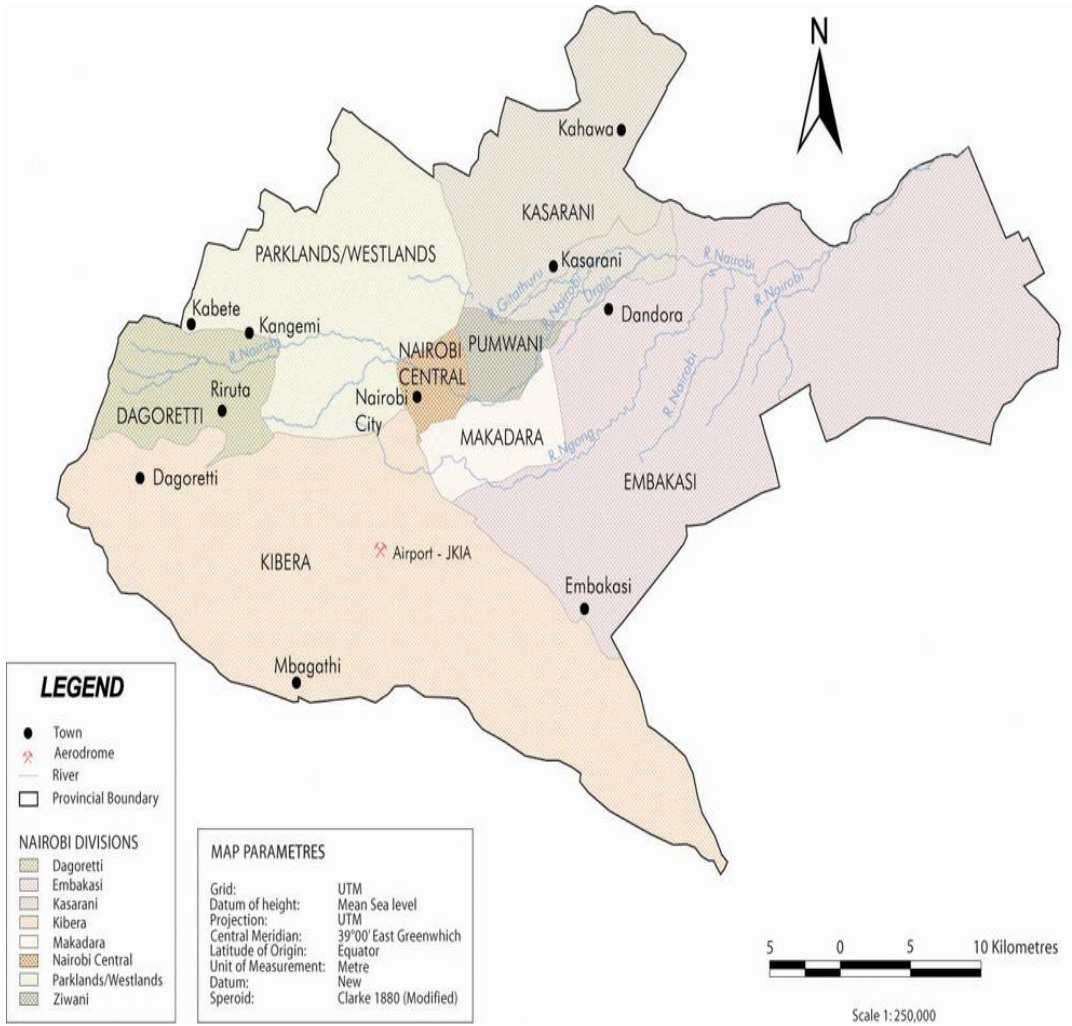 N
Kahawa
KASARANI
PARKLANDS/WESTLANDS
Kasarani
R.Nairobi
R.Gitathuru
R.Nairobi
Drain
R.Nairobi
Dandora
Kabete
Kangemi
R.Nairobi
NAIROBI
CENTRAL
PUMWANI
Riruta
Nairobi
City
DAGORETTI
MAKADARA
R.Nairobi
R.Ngong
Dagoretti
EMBAKASI
KIBERA
Airport - JKIA
Embakasi
Mbagathi
LEGEND
Town
Aerodrome
River
Provincial Boundary
NAIROBI DIVISIONS
Dagoretti
Embakasi
Kasarani
Kibera
Makadara
Nairobi Central
Parklands/Westlands
Ziwani
MAP PARAMETRES
Grid: UTM
Datum of height: Mean Sea level
Projection: UTM
Central Meridian: 39°00' East Greenwhich
Latitude of Origin: Equator
Unit of Measurement: Metre
Datum: New
Speroid: Clarke 1880 (Modified)
5 0 5 10 Kilometres
Scale 1: 250,000